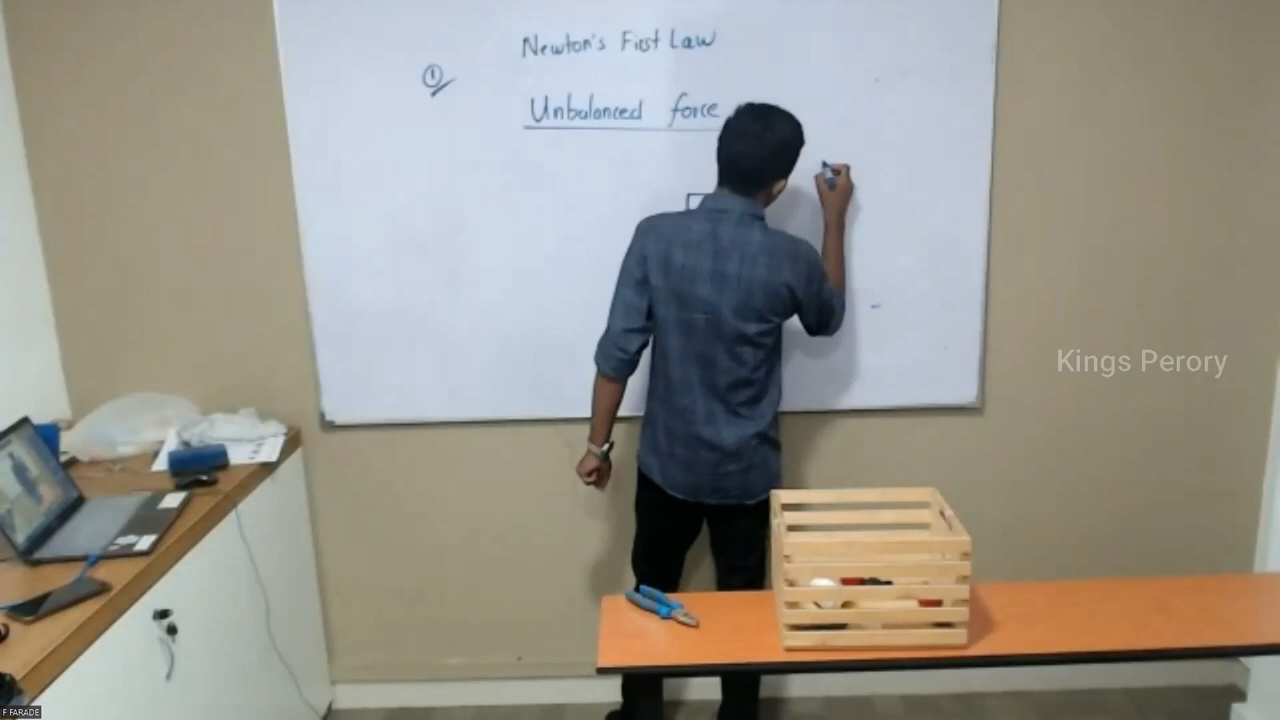 Newton's First Law
①
Unbalanced force
Kings Perory
F FARADE